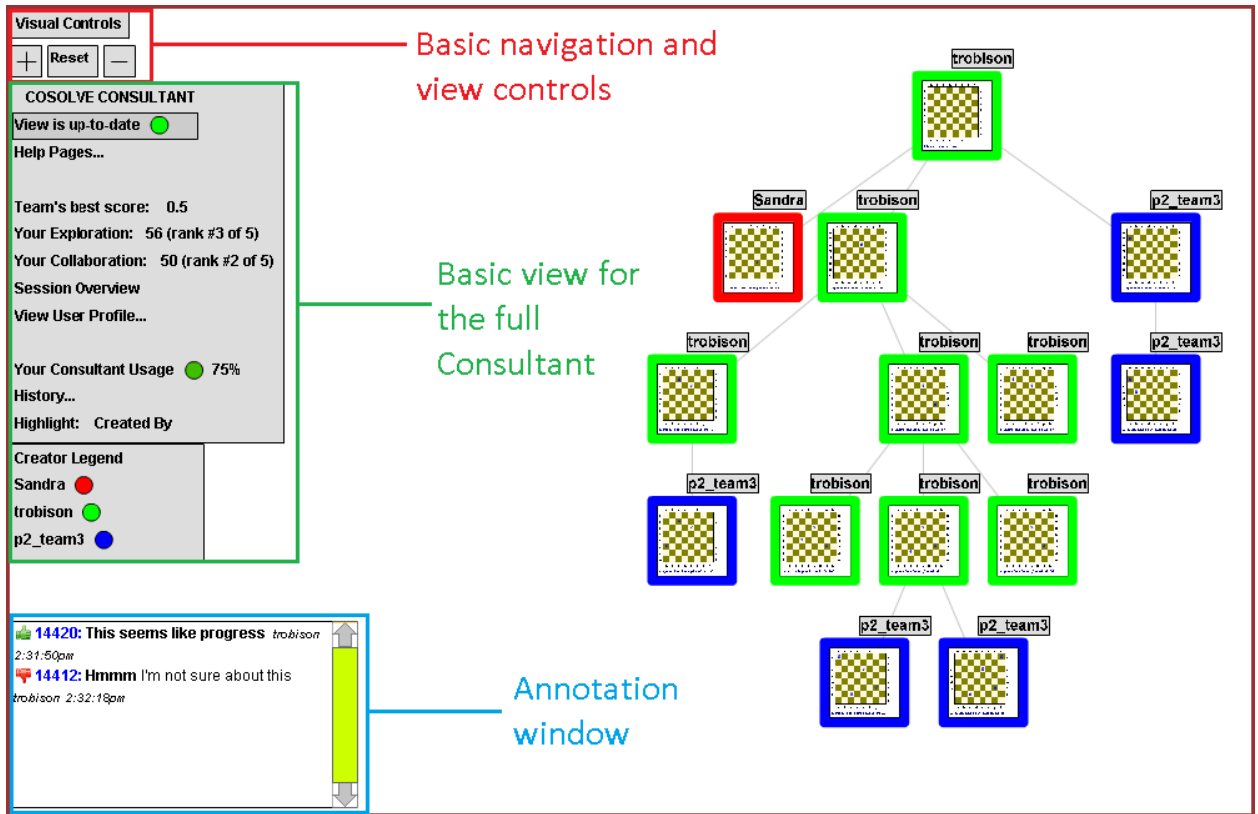 Visual Controls
+ Reset −
Basic navigation and
view controls
COSOLVE CONSULTANT
View is up-to-date
Help Pages...
Team's best score: 0.5
Your Exploration: 56 (rank #3 of 5)
Your Collaboration: 50 (rank #2 of 5)
Session Overview
View User Profile...
Your Consultant Usage 75%
History...
Highlight: Created By
Creator Legend
Sandra
trobison
p2_team3
Basic view for
the full
Consultant
14420: This seems like progress trobison
2:31:50pm
14412: Hmmm I'm not sure about this
trobison 2:32:18pm
Annotation
window
trobison
Sandra trobison p2_team3
trobison trobison trobison p2_team3
p2_team3 trobison trobison trobison
p2_team3 p2_team3